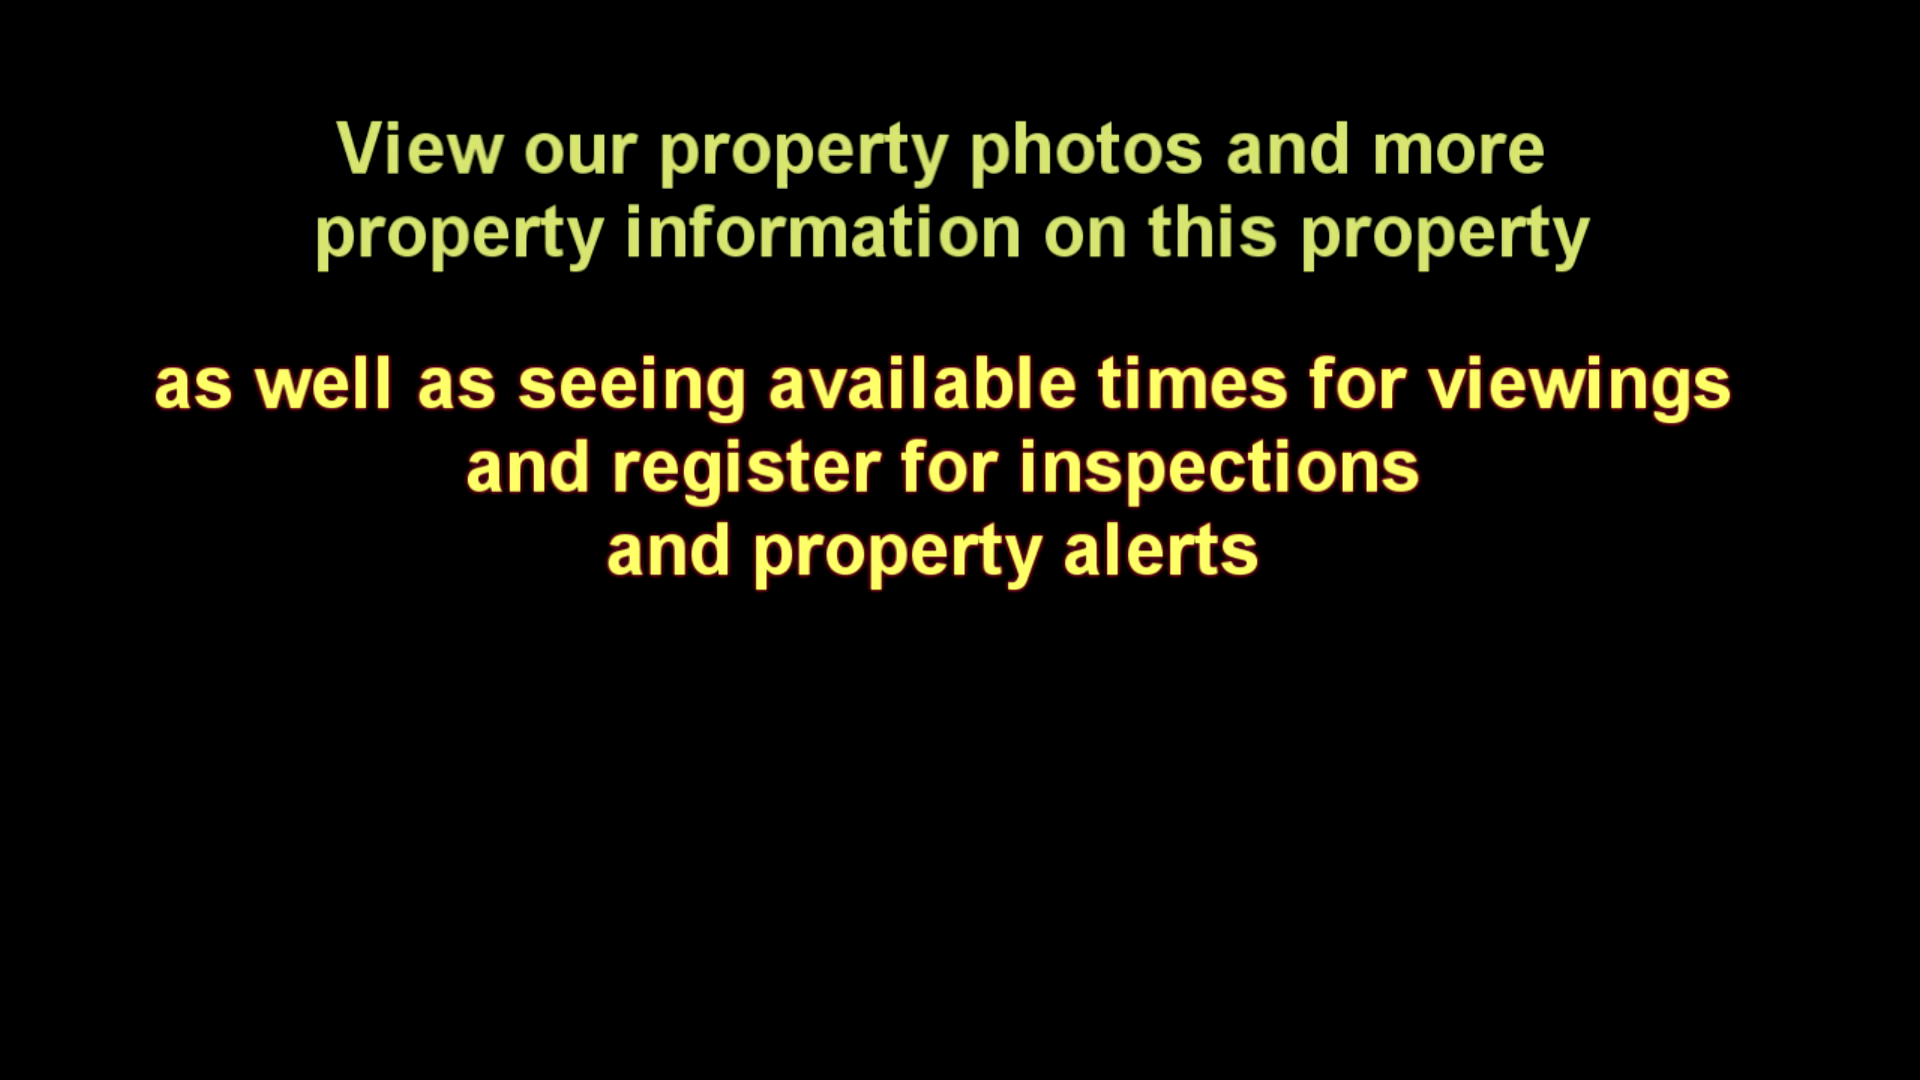 View our property photos and more
property information on this property
as well as seeing available times for viewings
and register for inspections
and property alerts